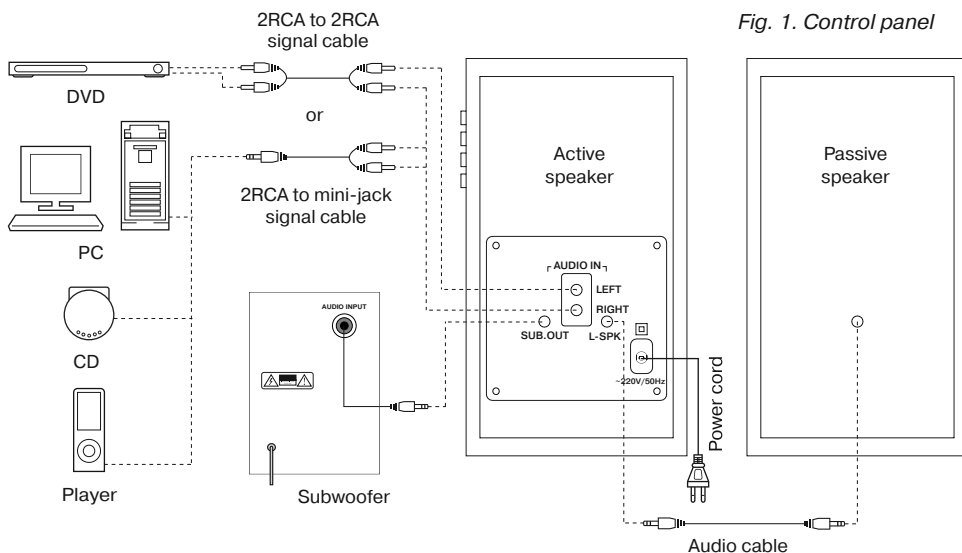 Fig. 1. Control panel
2RCA to 2RCA
signal cable
DVD
or
2RCA to mini-jack
signal cable
PC
CD
Player
AUDIO INPUT
Subwoofer
Active
speaker
AUDIO IN
LEFT
RIGHT
SUB.OUT
L-SPK
~220V/50Hz
Power cord
Passive
speaker
Audio cable